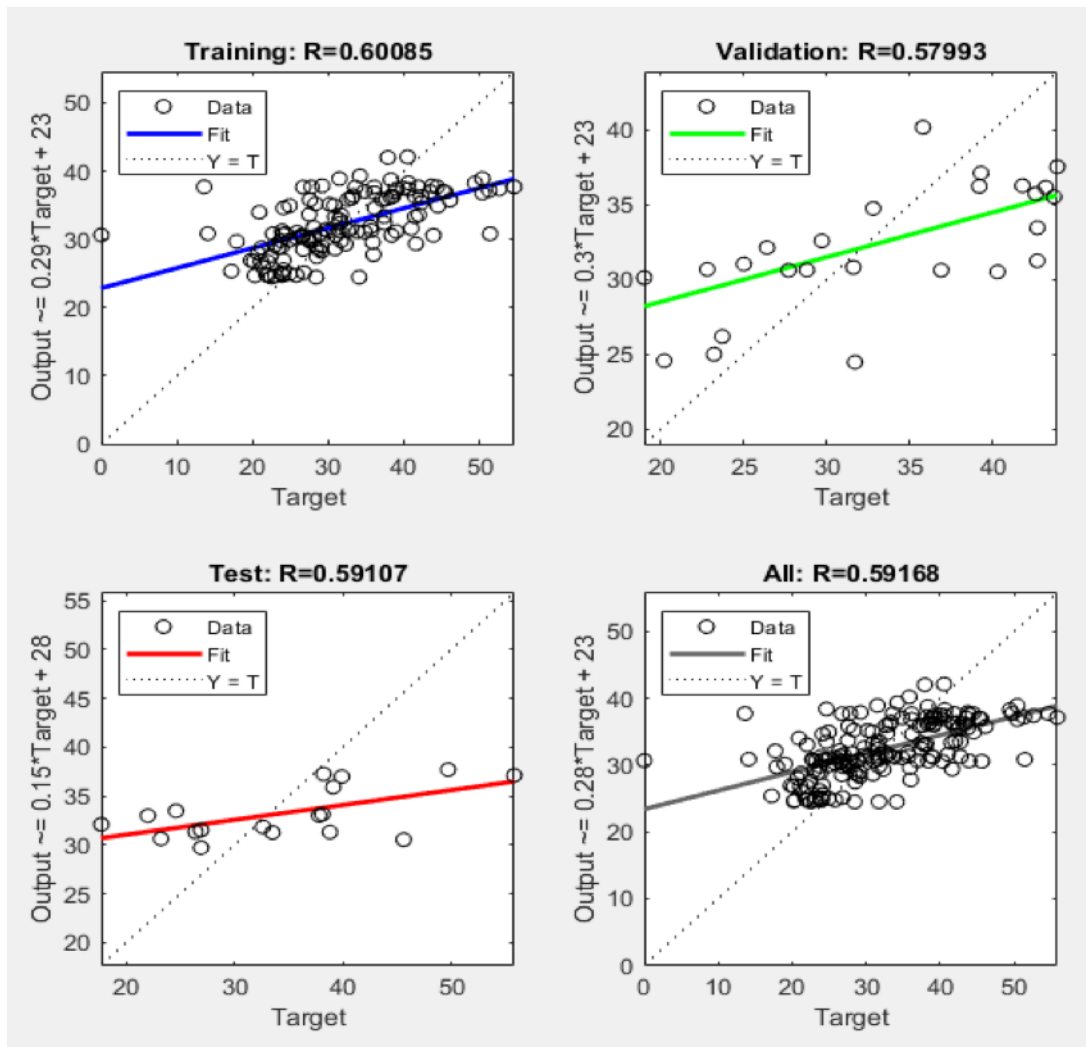 Training: R=0.60085
Output ~= 0.29*Target + 23
50
40
30
20
10
0
Data
Fit
Y = T
0 10 20 30 40 50
Target
Validation: R=0.57993
Output ~= 0.3*Target + 23
40
35
30
25
20
Data
Fit
Y = T
20 25 30 35 40
Target
Test: R=0.59107
Output ~= 0.15*Target + 28
55
50
45
40
35
30
25
20
Data
Fit
Y = T
20 30 40 50
Target
All: R=0.59168
Output ~= 0.28*Target + 23
50
40
30
20
10
0
Data
Fit
Y = T
0 10 20 30 40 50
Target